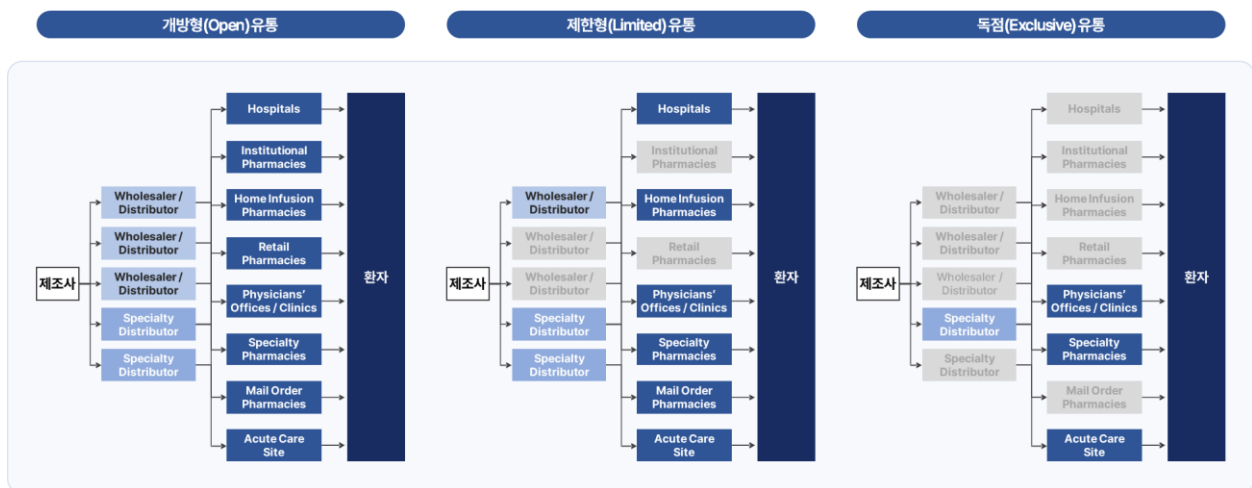 개방형(Open) 유통
제한형(Limited) 유통
독점(Exclusive) 유통
제조사
Wholesaler /
Distributor
Wholesaler /
Distributor
Wholesaler /
Distributor
Specialty
Distributor
Specialty
Distributor
Hospitals
Institutional
Pharmacies
Home Infusion
Pharmacies
Retail
Pharmacies
Physicians'
Offices / Clinics
Specialty
Pharmacies
Mail Order
Pharmacies
Acute Care
Site
환자
제조사
Wholesaler /
Distributor
Wholesaler /
Distributor
Wholesaler /
Distributor
Specialty
Distributor
Specialty
Distributor
Hospitals
Institutional
Pharmacies
Home Infusion
Pharmacies
Retail
Pharmacies
Physicians'
Offices / Clinics
Specialty
Pharmacies
Mail Order
Pharmacies
Acute Care
Site
환자
제조사
Wholesaler /
Distributor
Wholesaler /
Distributor
Wholesaler /
Distributor
Specialty
Distributor
Specialty
Distributor
Hospitals
Institutional
Pharmacies
Home Infusion
Pharmacies
Retail
Pharmacies
Physicians'
Offices / Clinics
Specialty
Pharmacies
Mail Order
Pharmacies
Acute Care
Site
환자